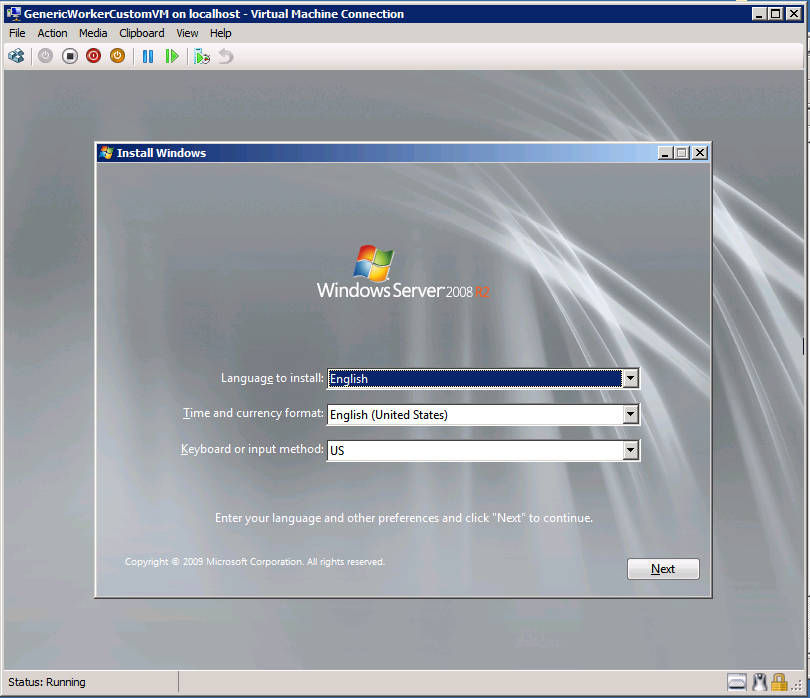 GenericWorkerCustomVM on localhost - Virtual Machine Connection
File Action Media Clipboard View Help
Install Windows
Windows Server 2008 R2
Language to install: English
Time and currency format: English (United States)
Keyboard or input method: US
Enter your language and other preferences and click "Next" to continue.
Copyright © 2009 Microsoft Corporation. All rights reserved.
Next
Status: Running